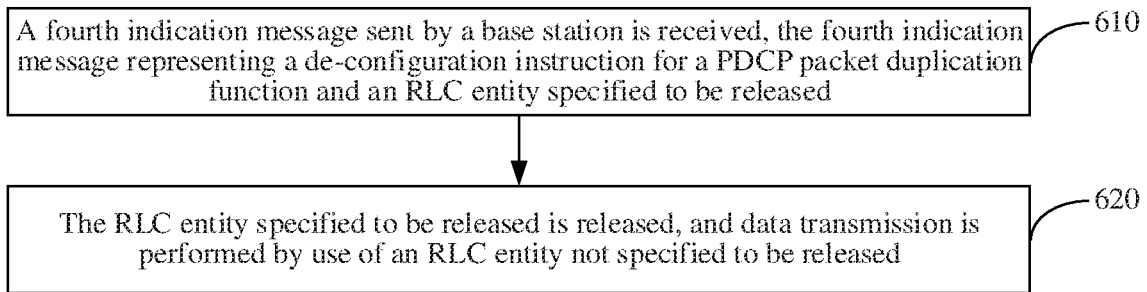 A fourth indication message sent by a base station is received, the fourth indication
message representing a de-configuration instruction for a PDCP packet duplication
function and an RLC entity specified to be released
610
The RLC entity specified to be released is released, and data transmission is
performed by use of an RLC entity not specified to be released
620